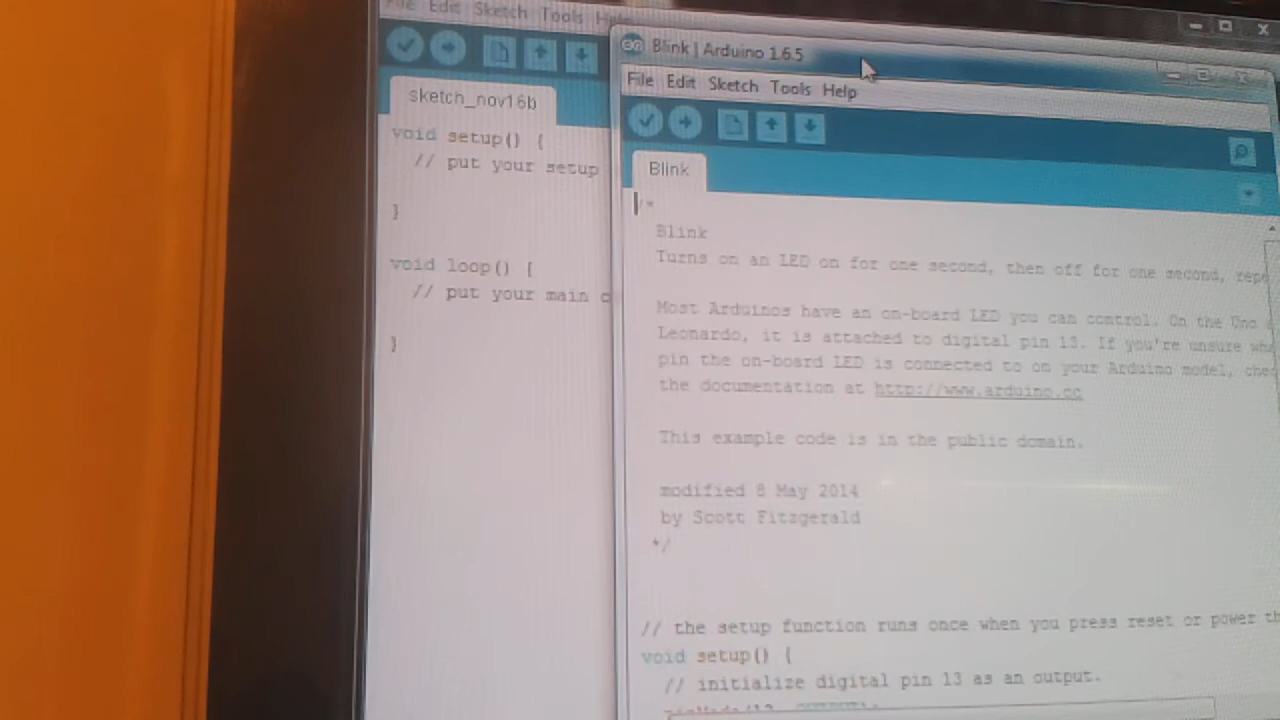 File Edit Sketch Tools Help
sketch_nov16b
void setup() {
// put your setup
}
void loop() {
// put your main c
}
Blink | Arduino 1.6.5
File Edit Sketch Tools Help
Blink
/*
Blink
Turns on an LED on for one second, then off for one second, repe
Most Arduinos have an on-board LED you can control. On the Uno
Leonardo, it is attached to digital pin 13. If you're unsure wha
pin the on-board LED is connected to on your Arduino model, chec
the documentation at http://www.arduino.cc
This example code is in the public domain.
modified 8 May 2014
by Scott Fitzgerald
*/
// the setup function runs once when you press reset or power th
void setup() {
// initialize digital pin 13 as an output.